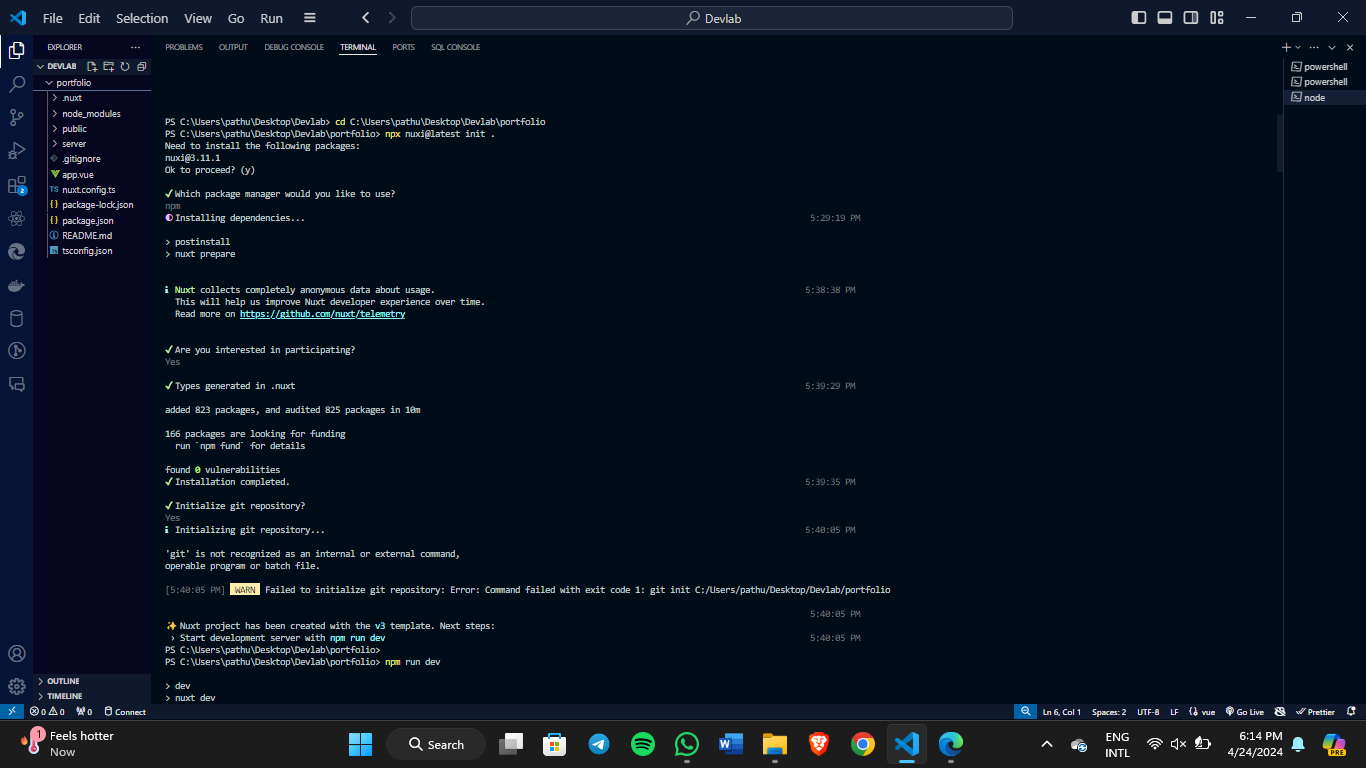 File Edit Selection View Go Run
Devlab
EXPLORER
PROBLEMS OUTPUT DEBUG CONSOLE TERMINAL PORTS SQL CONSOLE
DEVLAB
portfolio
.nuxt
node_modules
public
server
.gitignore
app.vue
TS nuxt.config.ts
{} package-lock.json
{} package.json
README.md
tsconfig.json
OUTLINE
TIMELINE
2
PS C:\Users\pathu\Desktop\Devlab> cd C:\Users\pathu\Desktop\Devlab\portfolio
PS C:\Users\pathu\Desktop\Devlab\portfolio> npx nuxi@latest init .
Need to install the following packages:
nuxi@3.11.1
Ok to proceed? (y)
✓ Which package manager would you like to use?
npm
Installing dependencies... 5:29:19 PM
> postinstall
> nuxt prepare
ℹ Nuxt collects completely anonymous data about usage. 5:38:38 PM
This will help us improve Nuxt developer experience over time.
Read more on https://github.com/nuxt/telemetry
✓ Are you interested in participating?
Yes
✓ Types generated in .nuxt 5:39:29 PM
added 823 packages, and audited 825 packages in 10m
166 packages are looking for funding
run `npm fund` for details
found 0 vulnerabilities
✓ Installation completed. 5:39:35 PM
✓ Initialize git repository?
Yes
ℹ Initializing git repository... 5:40:05 PM
'git' is not recognized as an internal or external command,
operable program or batch file.
[5:40:05 PM] WARN Failed to initialize git repository: Error: Command failed with exit code 1: git init C:/Users/pathu/Desktop/Devlab/portfolio
5:40:05 PM
✨ Nuxt project has been created with the v3 template. Next steps:
› Start development server with npm run dev 5:40:05 PM
PS C:\Users\pathu\Desktop\Devlab\portfolio>
PS C:\Users\pathu\Desktop\Devlab\portfolio> npm run dev
> dev
> nuxt dev
powershell
powershell
node
0 0 0 Connect
Ln 6, Col 1 Spaces: 2 UTF-8 LF {} vue Go Live Prettier
1
Feels hotter
Now
Search
ENG
INTL
6:14 PM
4/24/2024
PRE